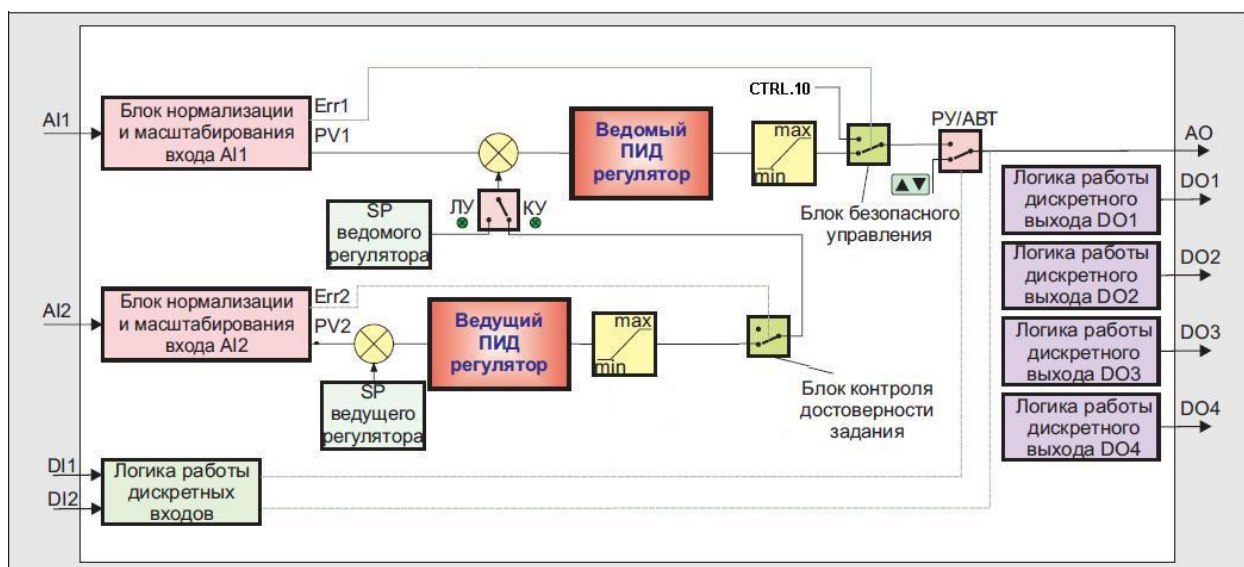 AI1
Блок нормализации
и масштабирования
входа AI1
Err1
PV1
Ведомый
ПИД
регулятор
max
min
CTRL.10
РУ/АВТ
AO
Блок безопасного
управления
Логика работы
дискретного
выхода DO1
DO1
SP
ведомого
регулятора
ЛУ
КУ
Логика работы
дискретного
выхода DO2
DO2
AI2
Блок нормализации
и масштабирования
входа AI2
Err2
PV2
Ведущий
ПИД
регулятор
max
min
SP
ведущего
регулятора
Блок контроля
достоверности
задания
Логика работы
дискретного
выхода DO3
DO3
Логика работы
дискретного
выхода DO4
DO4
DI1
DI2
Логика работы
дискретных
входов